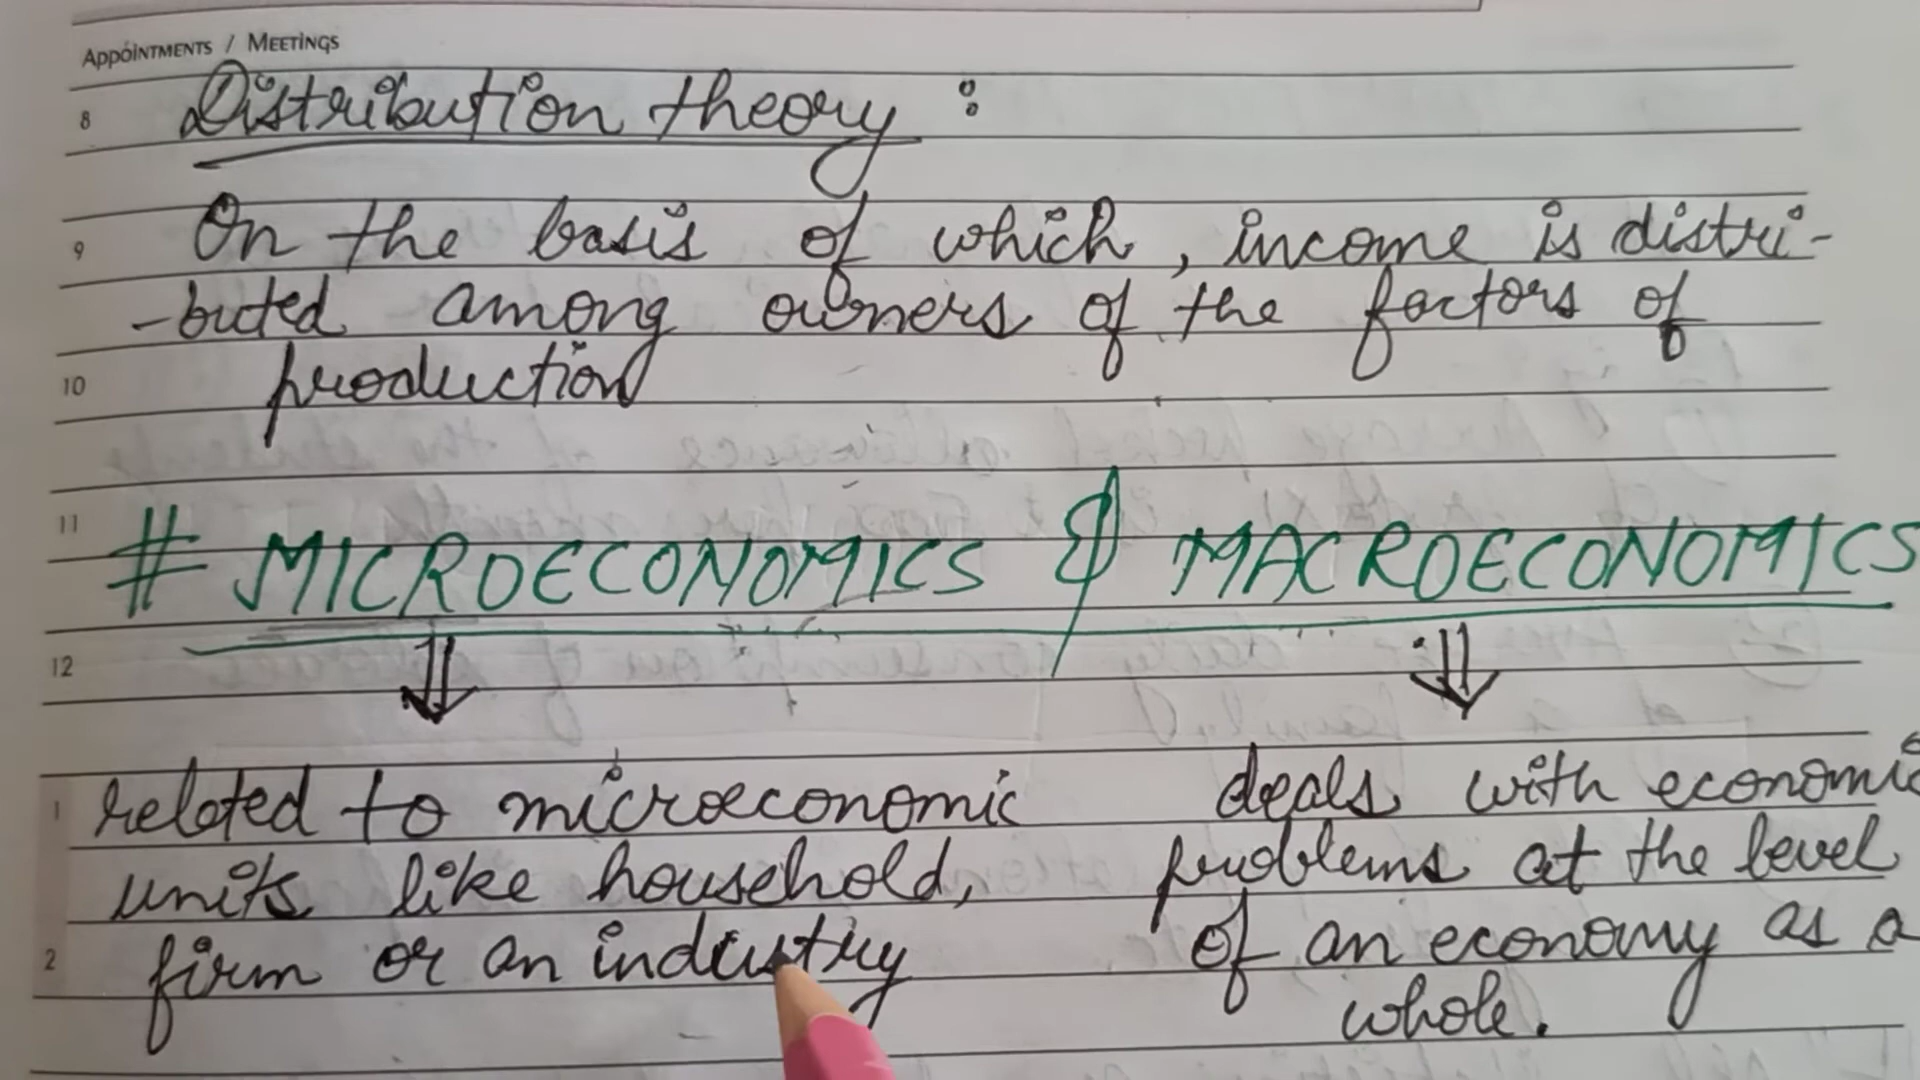 Appointments / Meetings
8 Distribution theory :
9 On the basis of which, income is distri-
-buted among owners of the factors of
10 production
11 # MICROECONOMICS & MACROECONOMICS
12 ⇓ ⇓
1 related to microeconomic
units like household,
2 firm or an industry
deals with economic
problems at the level
of an economy as a
whole.